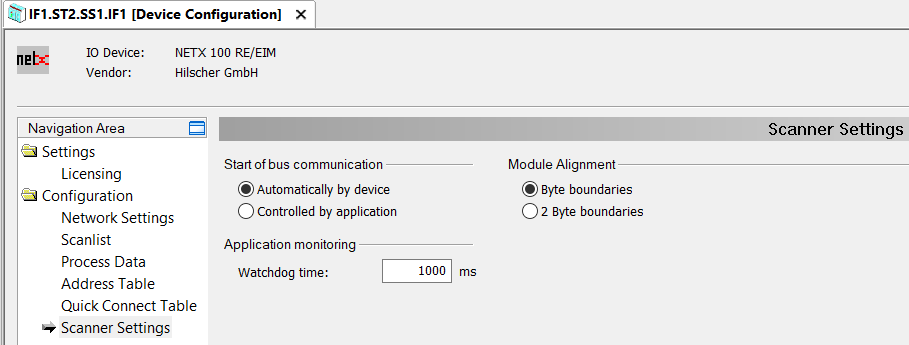 IF1.ST2.SS1.IF1 [Device Configuration]
netx
IO Device: NETX 100 RE/EIM
Vendor: Hilscher GmbH
Navigation Area
Settings
Licensing
Configuration
Network Settings
Scanlist
Process Data
Address Table
Quick Connect Table
Scanner Settings
Scanner Settings
Start of bus communication
Automatically by device
Controlled by application
Module Alignment
Byte boundaries
2 Byte boundaries
Application monitoring
Watchdog time: 1000 ms